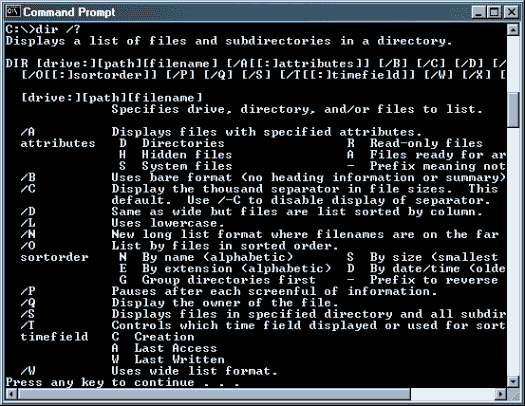 Command Prompt
C:\>dir /?
Displays a list of files and subdirectories in a directory.
DIR [drive:][path][filename] [/A[[:]attributes]] [/B] [/C] [/D] [/
[/O[[:]sortorder]] [/P] [/Q] [/S] [/T[[:]timefield]] [/W] [/X] [
[drive:][path][filename]
Specifies drive, directory, and/or files to list.
/A Displays files with specified attributes.
attributes D Directories R Read-only files
H Hidden files A Files ready for ar
S System files - Prefix meaning not
/B Uses bare format (no heading information or summary)
/C Display the thousand separator in file sizes. This
default. Use /-C to disable display of separator.
/D Same as wide but files are list sorted by column.
/L Uses lowercase.
/N New long list format where filenames are on the far
/O List by files in sorted order.
sortorder N By name (alphabetic) S By size (smallest
E By extension (alphabetic) D By date/time (olde
G Group directories first - Prefix to reverse
/P Pauses after each screenful of information.
/Q Display the owner of the file.
/S Displays files in specified directory and all subdir
/T Controls which time field displayed or used for sort
timefield C Creation
A Last Access
W Last Written
/W Uses wide list format.
Press any key to continue . . .